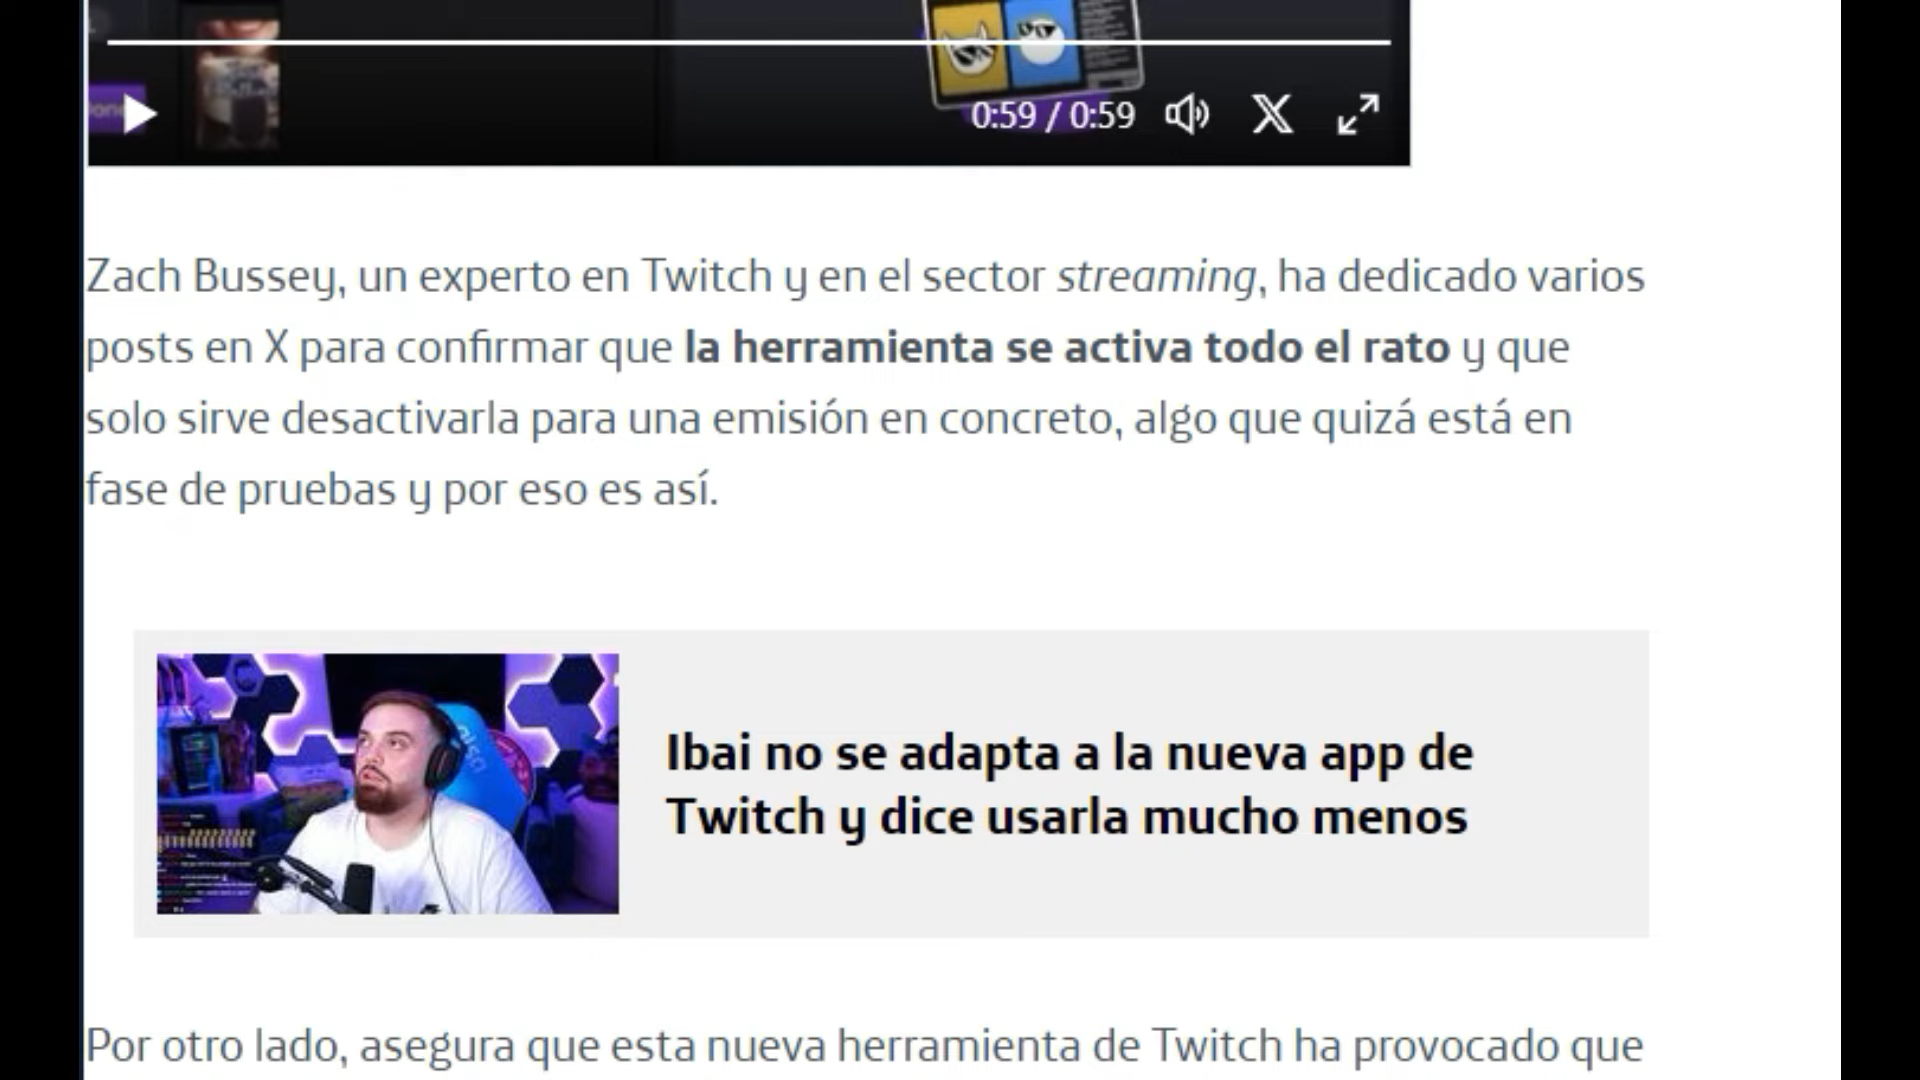 0:59 / 0:59
Zach Bussey, un experto en Twitch y en el sector streaming, ha dedicado varios
posts en X para confirmar que la herramienta se activa todo el rato y que
solo sirve desactivarla para una emisión en concreto, algo que quizá está en
fase de pruebas y por eso es así.
Ibai no se adapta a la nueva app de
Twitch y dice usarla mucho menos
Por otro lado, asegura que esta nueva herramienta de Twitch ha provocado que